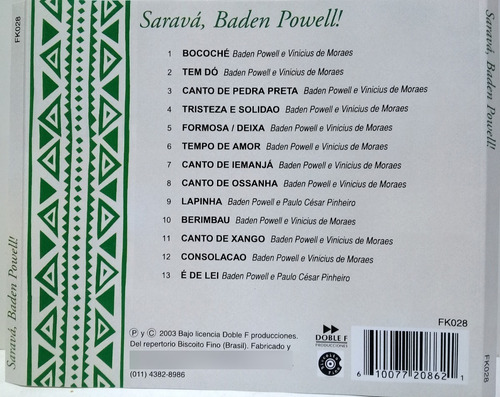 FK028
Saravá, Baden Powell!
1 BOCOCHÉ Baden Powell e Vinicius de Moraes
2 TEM DÓ Baden Powell e Vinicius de Moraes
3 CANTO DE PEDRA PRETA Baden Powell e Vinicius de Moraes
4 TRISTEZA E SOLIDAO Baden Powell e Vinicius de Moraes
5 FORMOSA / DEIXA Baden Powell e Vinicius de Moraes
6 TEMPO DE AMOR Baden Powell e Vinicius de Moraes
7 CANTO DE IEMANJÁ Baden Powell e Vinicius de Moraes
8 CANTO DE OSSANHA Baden Powell e Vinicius de Moraes
9 LAPINHA Baden Powell e Paulo César Pinheiro
10 BERIMBAU Baden Powell e Vinicius de Moraes
11 CANTO DE XANGO Baden Powell e Vinicius de Moraes
12 CONSOLACAO Baden Powell e Vinicius de Moraes
13 É DE LEI Baden Powell e Paulo César Pinheiro
Ⓟ y © 2003 Bajo licencia Doble F producciones.
Del repertorio Biscoito Fino (Brasil). Fabricado y
(011) 4382-8986
DOBLE F
PRODUCCIONES
BISCOITO FINO
FK028
6 10077 20862 1
Saravá, Baden Powell!
Saravá, Baden Powell!
FK028